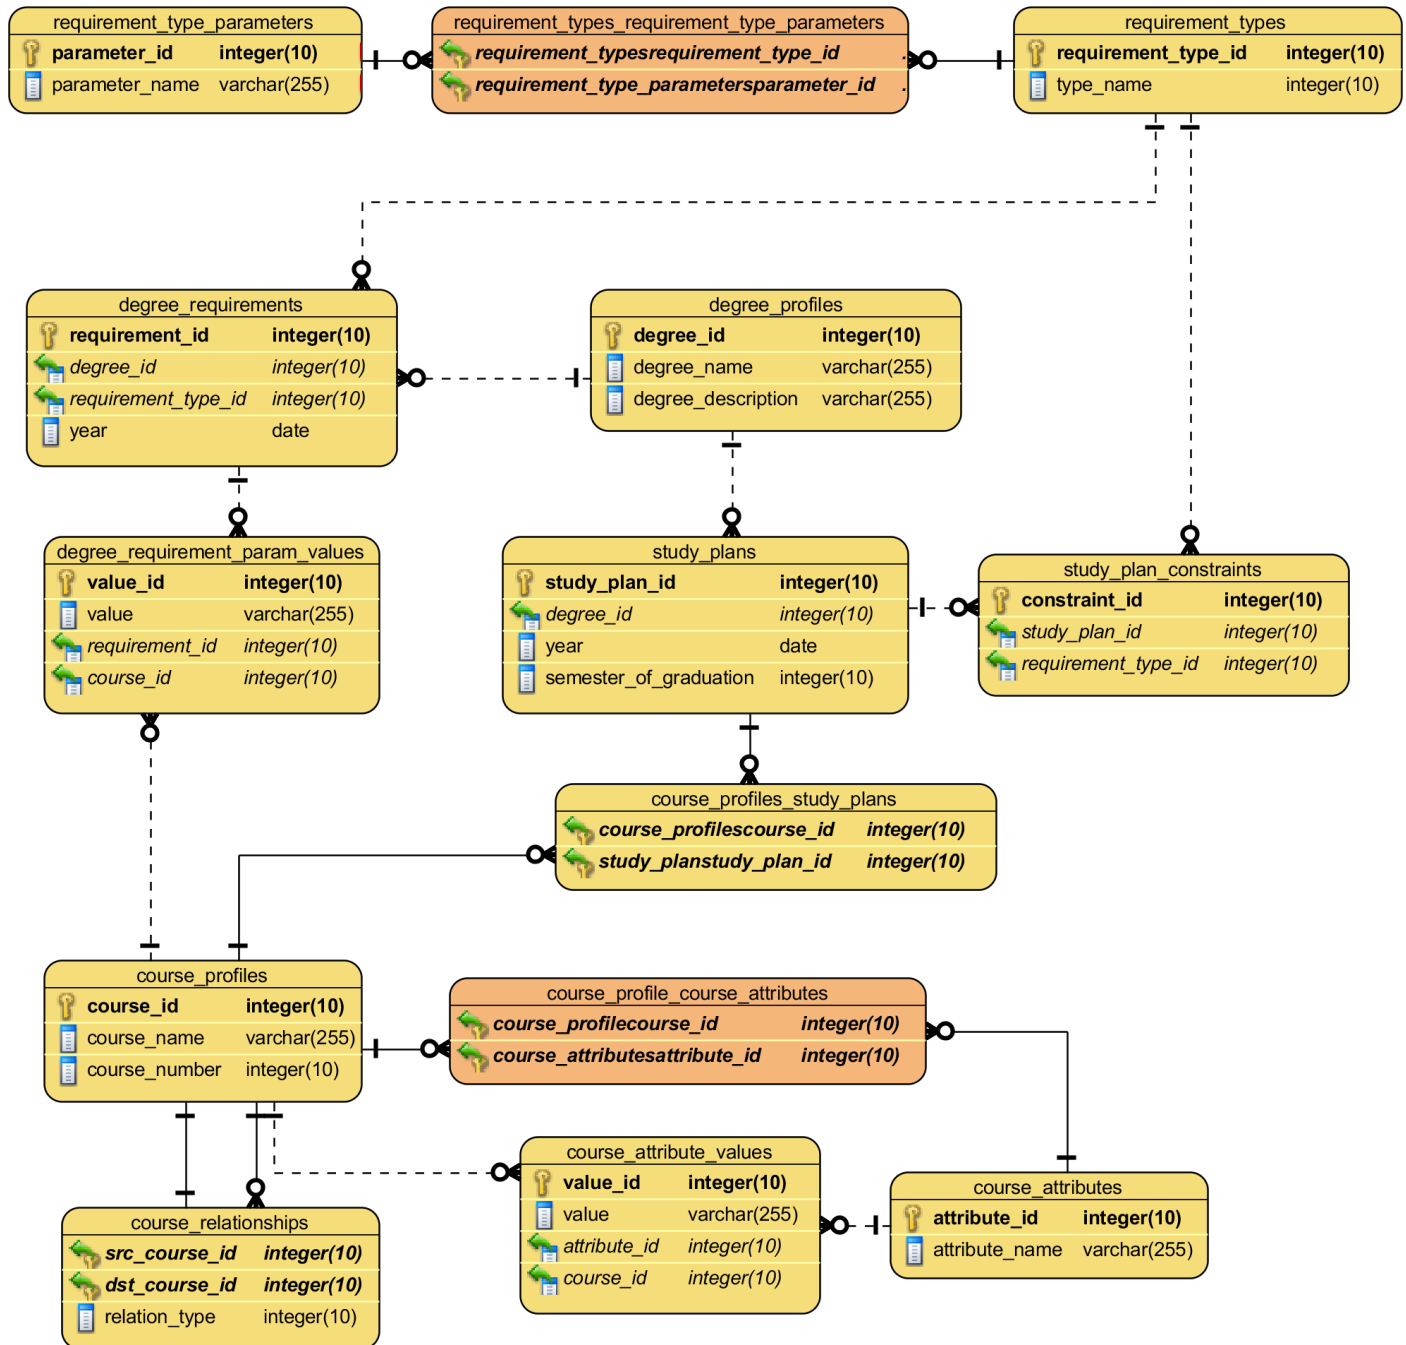 requirement_type_parameters
parameter_id integer(10)
parameter_name varchar(255)
requirement_types_requirement_type_parameters
requirement_typesrequirement_type_id .
requirement_type_parametersparameter_id .
requirement_types
requirement_type_id integer(10)
type_name integer(10)
degree_requirements
requirement_id integer(10)
degree_id integer(10)
requirement_type_id integer(10)
year date
degree_profiles
degree_id integer(10)
degree_name varchar(255)
degree_description varchar(255)
degree_requirement_param_values
value_id integer(10)
value varchar(255)
requirement_id integer(10)
course_id integer(10)
study_plans
study_plan_id integer(10)
degree_id integer(10)
year date
semester_of_graduation integer(10)
study_plan_constraints
constraint_id integer(10)
study_plan_id integer(10)
requirement_type_id integer(10)
course_profiles_study_plans
course_profilescourse_id integer(10)
study_planstudy_plan_id integer(10)
course_profiles
course_id integer(10)
course_name varchar(255)
course_number integer(10)
course_profile_course_attributes
course_profilecourse_id integer(10)
course_attributesattribute_id integer(10)
course_attribute_values
value_id integer(10)
value varchar(255)
attribute_id integer(10)
course_id integer(10)
course_attributes
attribute_id integer(10)
attribute_name varchar(255)
course_relationships
src_course_id integer(10)
dst_course_id integer(10)
relation_type integer(10)